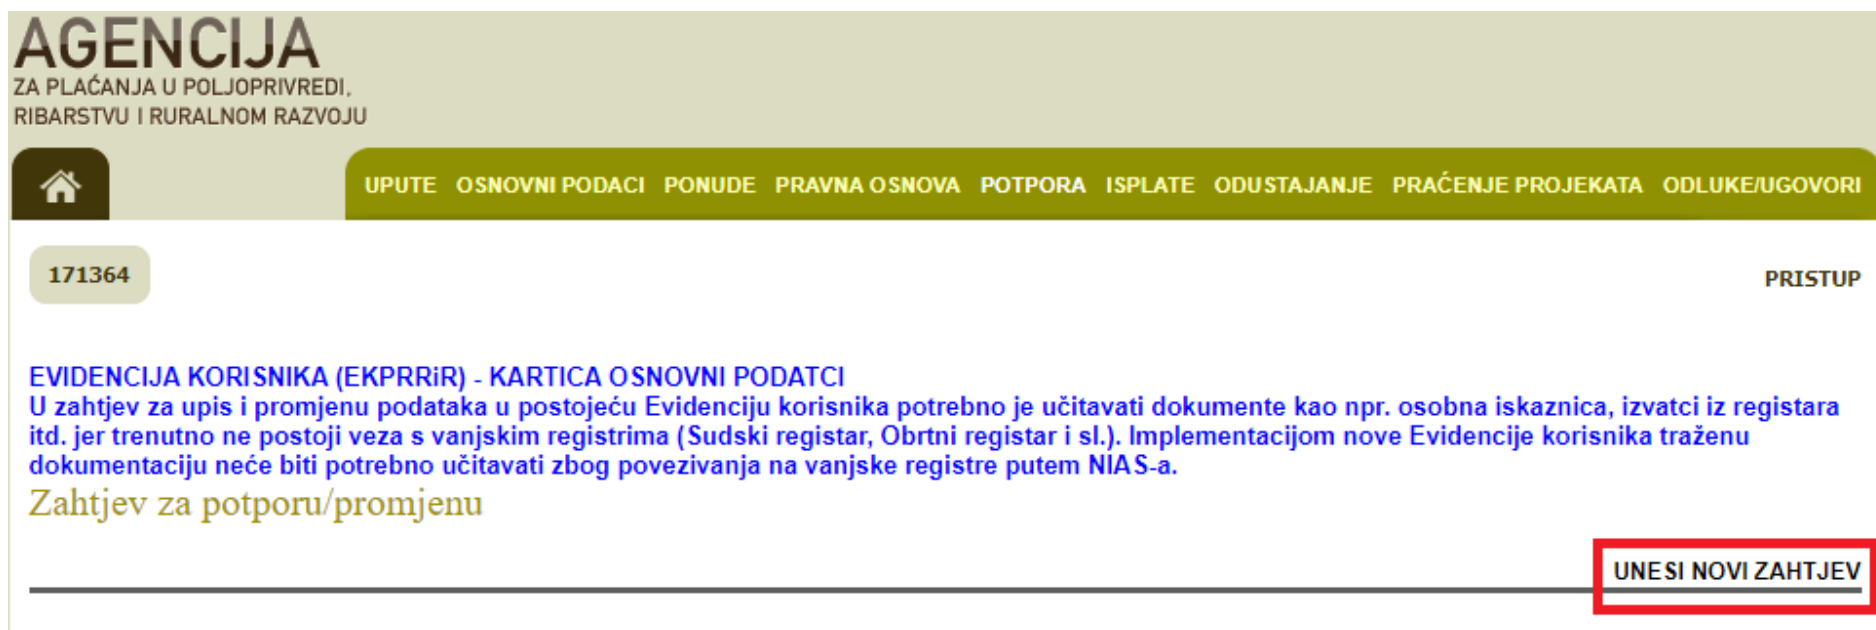 AGENCIJA
ZA PLAĆANJA U POLJOPRIVREDI,
RIBARSTVU I RURALNOM RAZVOJU
UPUTE OSNOVNI PODACI PONUDE PRAVNA OSNOVA POTPORA ISPLATE ODUSTAJANJE PRAĆENJE PROJEKATA ODLUKE/UGOVORI
171364
PRISTUP
EVIDENCIJA KORISNIKA (EKPRRiR) - KARTICA OSNOVNI PODATCI
U zahtjev za upis i promjenu podataka u postojeću Evidenciju korisnika potrebno je učitavati dokumente kao npr. osobna iskaznica, izvatci iz registara
itd. jer trenutno ne postoji veza s vanjskim registrima (Sudski registar, Obrtni registar i sl.). Implementacijom nove Evidencije korisnika traženu
dokumentaciju neće biti potrebno učitavati zbog povezivanja na vanjske registre putem NIAS-a.
Zahtjev za potporu/promjenu
UNESI NOVI ZAHTJEV